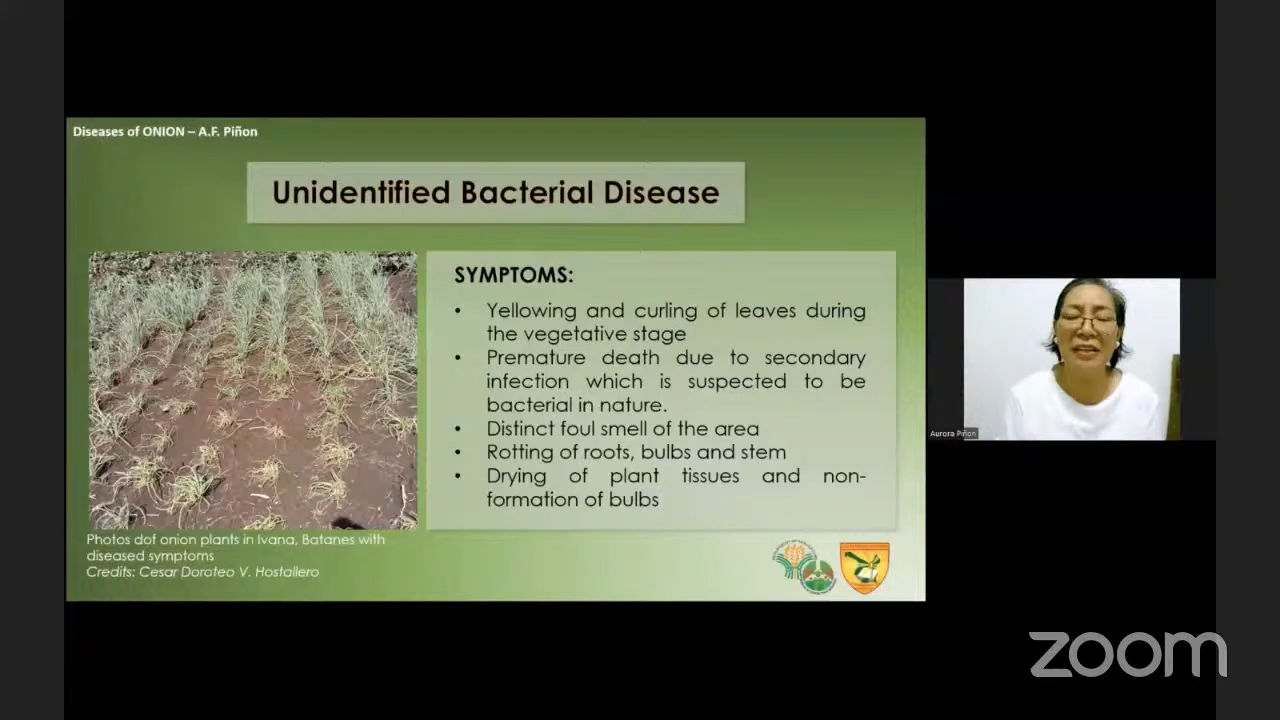 Diseases of ONION – A.F. Piñon
Unidentified Bacterial Disease
SYMPTOMS:
• Yellowing and curling of leaves during
the vegetative stage
• Premature death due to secondary
infection which is suspected to be
bacterial in nature.
• Distinct foul smell of the area
• Rotting of roots, bulbs and stem
• Drying of plant tissues and non-
formation of bulbs
Photos dof onion plants in Ivana, Batanes with
diseased symptoms
Credits: Cesar Doroteo V. Hostallero
Aurora Piñon
zoom